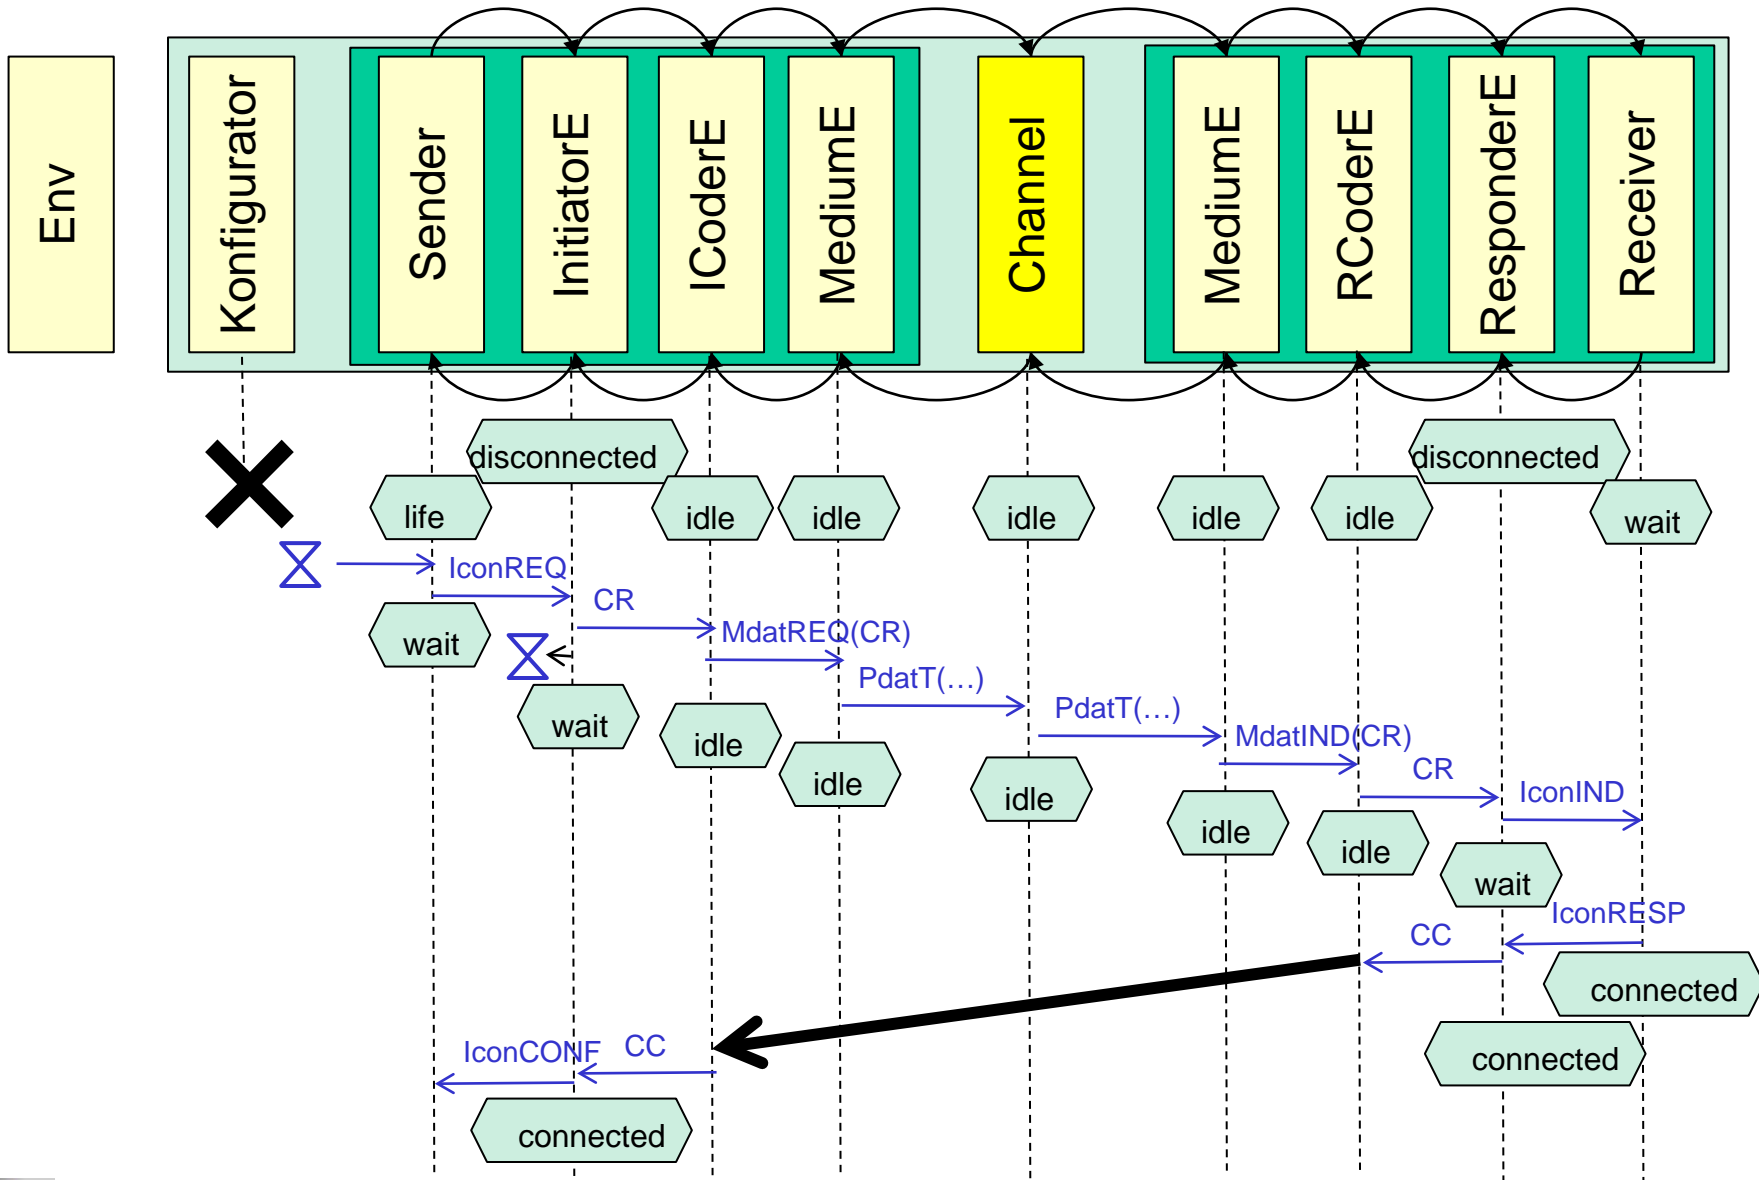 Env
Konfigurator
Sender
InitiatorE
ICoderE
MediumE
Channel
MediumE
RCoderE
ResponderE
Receiver
disconnected
disconnected
life
idle
idle
idle
idle
idle
wait
IconREQ
CR
wait
MdatREQ(CR)
PdatT(…)
wait
PdatT(…)
idle
MdatIND(CR)
idle
CR
idle
IconIND
idle
idle
wait
IconRESP
CC
connected
IconCONF
CC
connected
connected